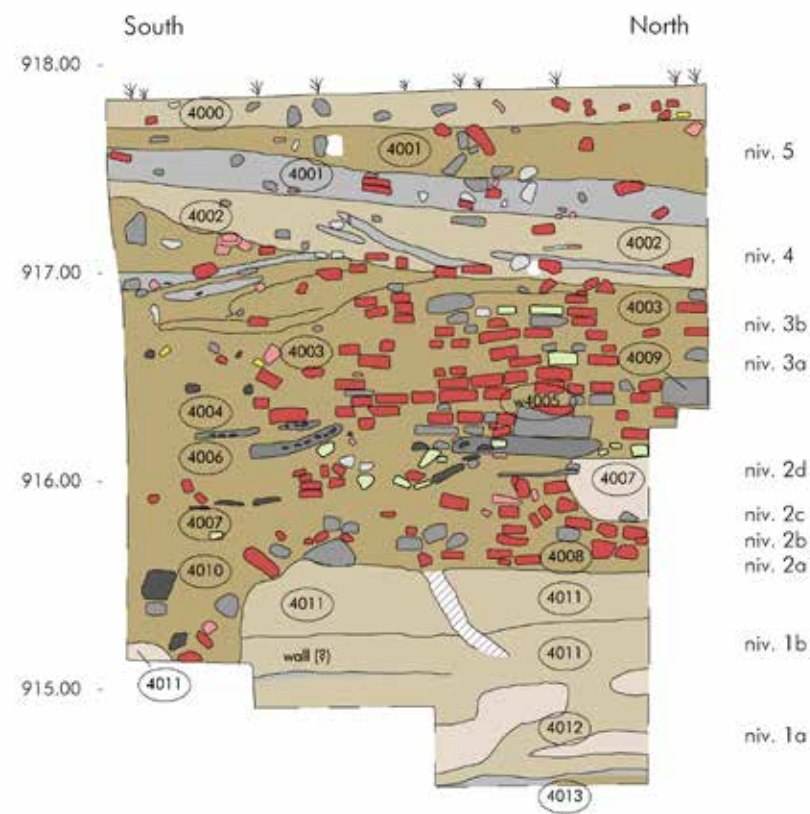 South North
918.00
4000
4001
niv. 5
4001
4002
4002
niv. 4
917.00
4003
niv. 3b
4003
4009
niv. 3a
4004
4005
4006
916.00
4007
niv. 2d
4007
niv. 2c
niv. 2b
4008
niv. 2a
4010
4011
4011
wall (?)
4011
niv. 1b
4011
915.00
4012
niv. 1a
4013